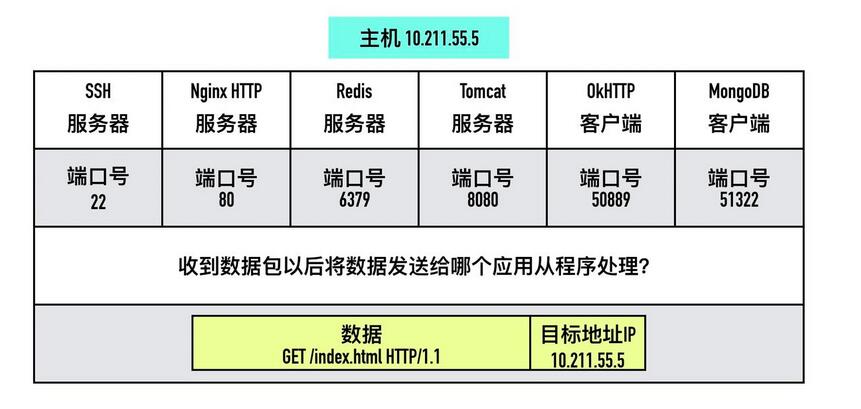 主机 10.211.55.5
SSH Nginx HTTP Redis Tomcat OkHTTP MongoDB
服务器 服务器 服务器 服务器 客户端 客户端
端口号 端口号 端口号 端口号 端口号 端口号
22 80 6379 8080 50889 51322
收到数据包以后将数据发送给哪个应用从程序处理?
数据 目标地址IP
GET /index.html HTTP/1.1 10.211.55.5